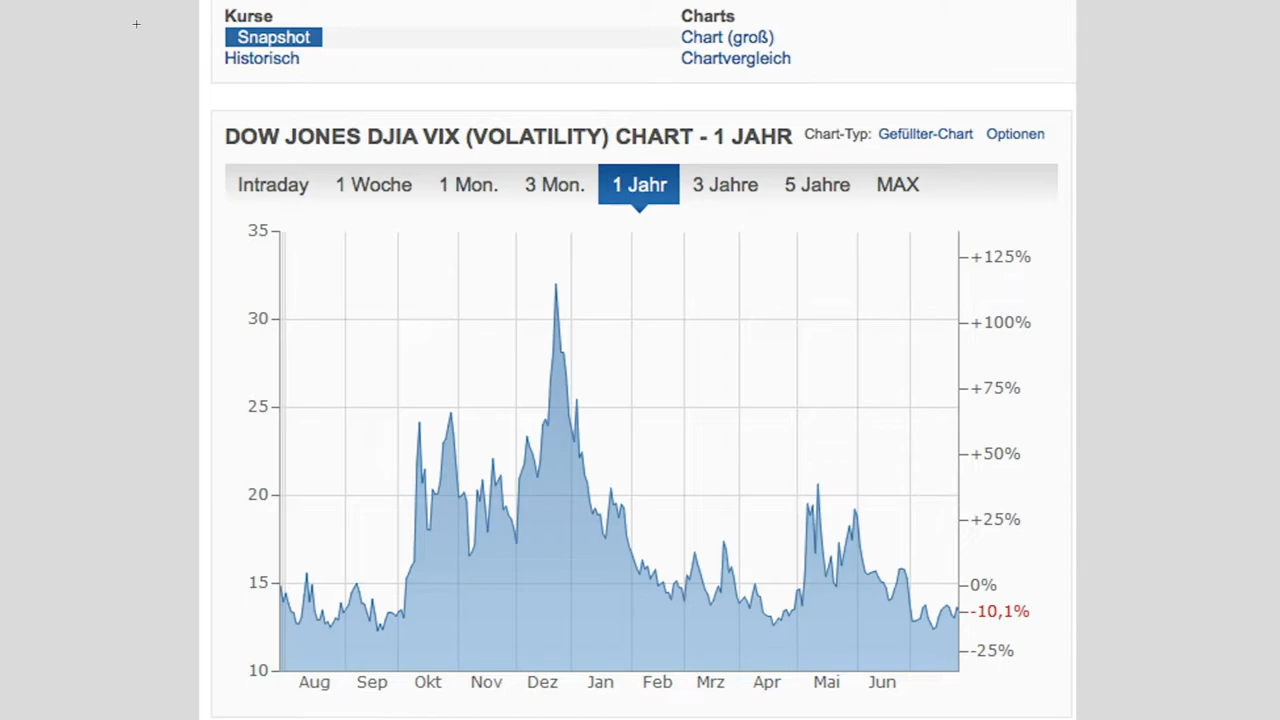 Kurse Charts
Snapshot Chart (groß)
Historisch Chartvergleich
DOW JONES DJIA VIX (VOLATILITY) CHART - 1 JAHR Chart-Typ: Gefüllter-Chart Optionen
Intraday 1 Woche 1 Mon. 3 Mon. 1 Jahr 3 Jahre 5 Jahre MAX
35
+125%
30 +100%
+75%
25
+50%
20
+25%
15 0%
-10,1%
-25%
10
Aug Sep Okt Nov Dez Jan Feb Mrz Apr Mai Jun